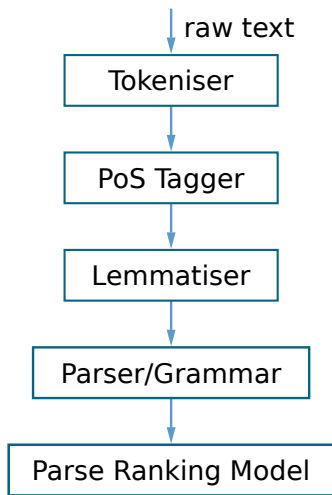 raw text
Tokeniser
PoS Tagger
Lemmatiser
Parser/Grammar
Parse Ranking Model